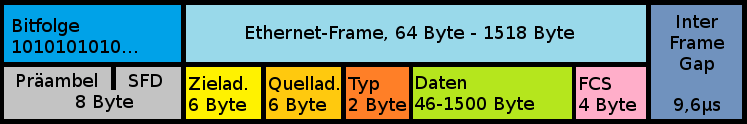 Bitfolge
1010101010...
Ethernet-Frame, 64 Byte - 1518 Byte
Inter
Frame
Gap
9,6µs
Präambel SFD
8 Byte
Zielad.
6 Byte
Quellad.
6 Byte
Typ
2 Byte
Daten
46-1500 Byte
FCS
4 Byte